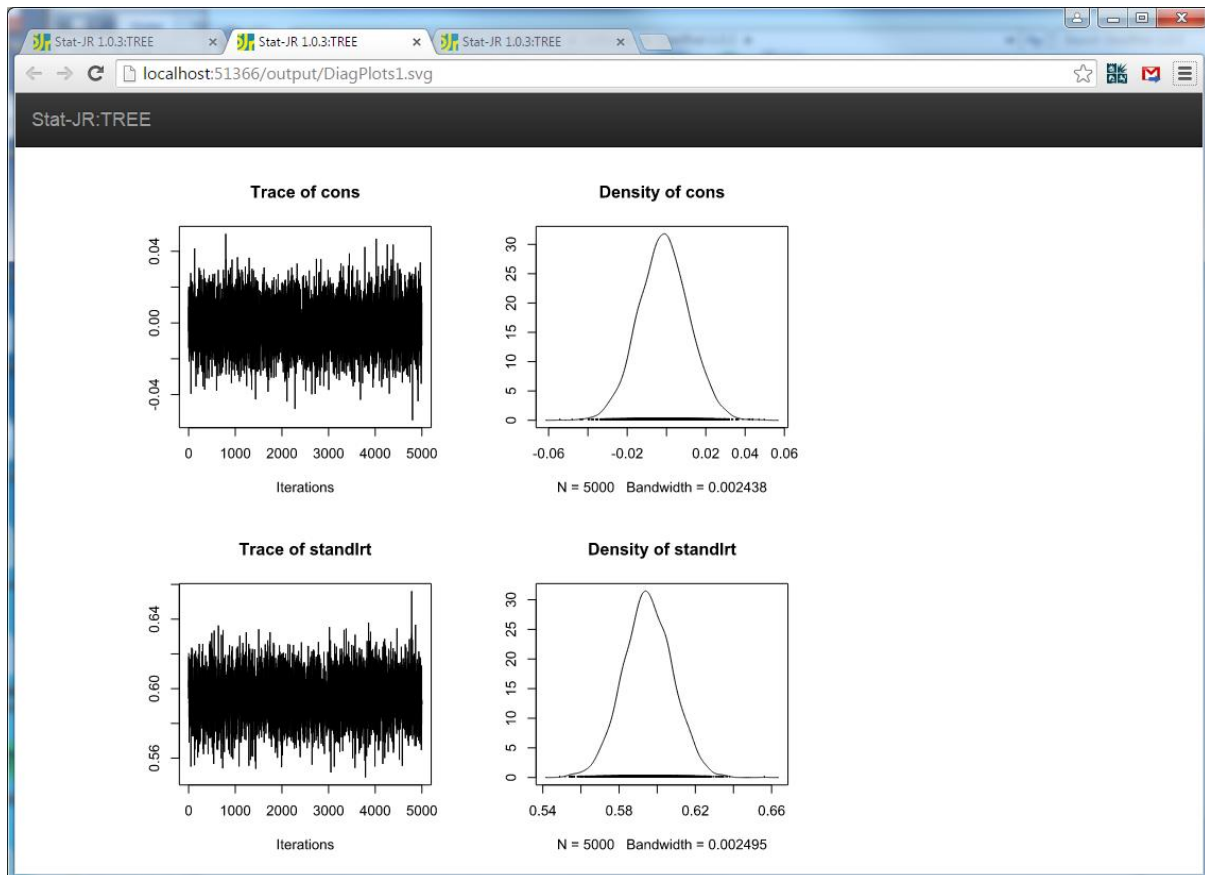 Stat-JR 1.0.3:TREE Stat-JR 1.0.3:TREE Stat-JR 1.0.3:TREE
localhost:51366/output/DiagPlots1.svg
Stat-JR:TREE
Trace of cons
0.04
0.00
-0.04
0 1000 2000 3000 4000 5000
Iterations
Density of cons
30
25
20
15
10
5
0
-0.06 -0.02 0.02 0.04 0.06
N = 5000 Bandwidth = 0.002438
Trace of standlrt
0.64
0.60
0.56
0 1000 2000 3000 4000 5000
Iterations
Density of standlrt
30
25
20
15
10
5
0
0.54 0.58 0.62 0.66
N = 5000 Bandwidth = 0.002495